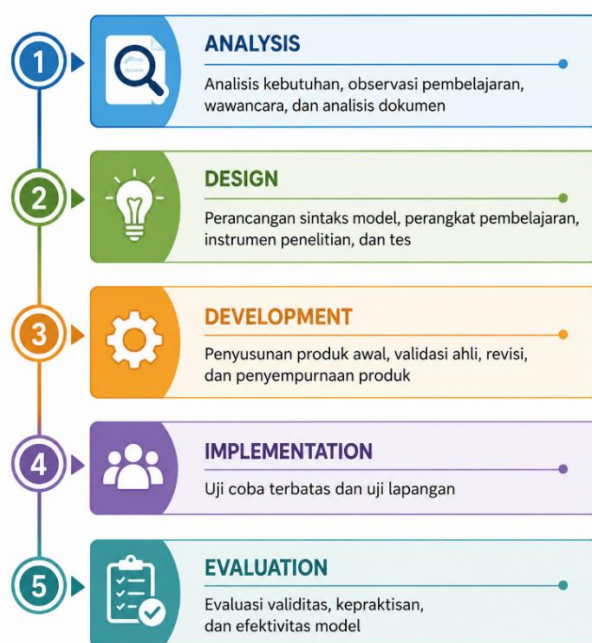 1
ANALYSIS
Analisis kebutuhan, observasi pembelajaran,
wawancara, dan analisis dokumen
2
DESIGN
Perancangan sintaks model, perangkat pembelajaran,
instrumen penelitian, dan tes
3
DEVELOPMENT
Penyusunan produk awal, validasi ahli, revisi,
dan penyempurnaan produk
4
IMPLEMENTATION
Uji coba terbatas dan uji lapangan
5
EVALUATION
Evaluasi validitas, kepraktisan,
dan efektivitas model